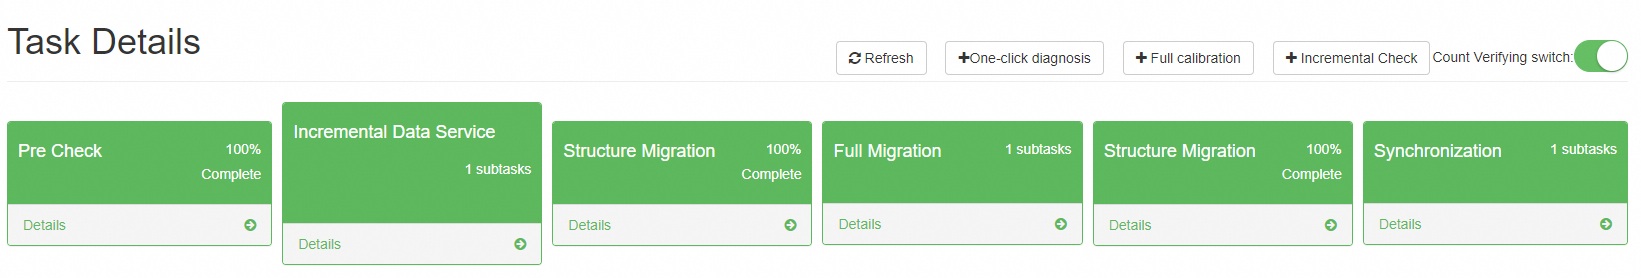 Task Details
Refresh
One-click diagnosis
Full calibration
Incremental Check
Count Verifying switch:
Pre Check
100%
Complete
Details
Incremental Data Service
1 subtasks
Details
Structure Migration
100%
Complete
Details
Full Migration
1 subtasks
Details
Structure Migration
100%
Complete
Details
Synchronization
1 subtasks
Details